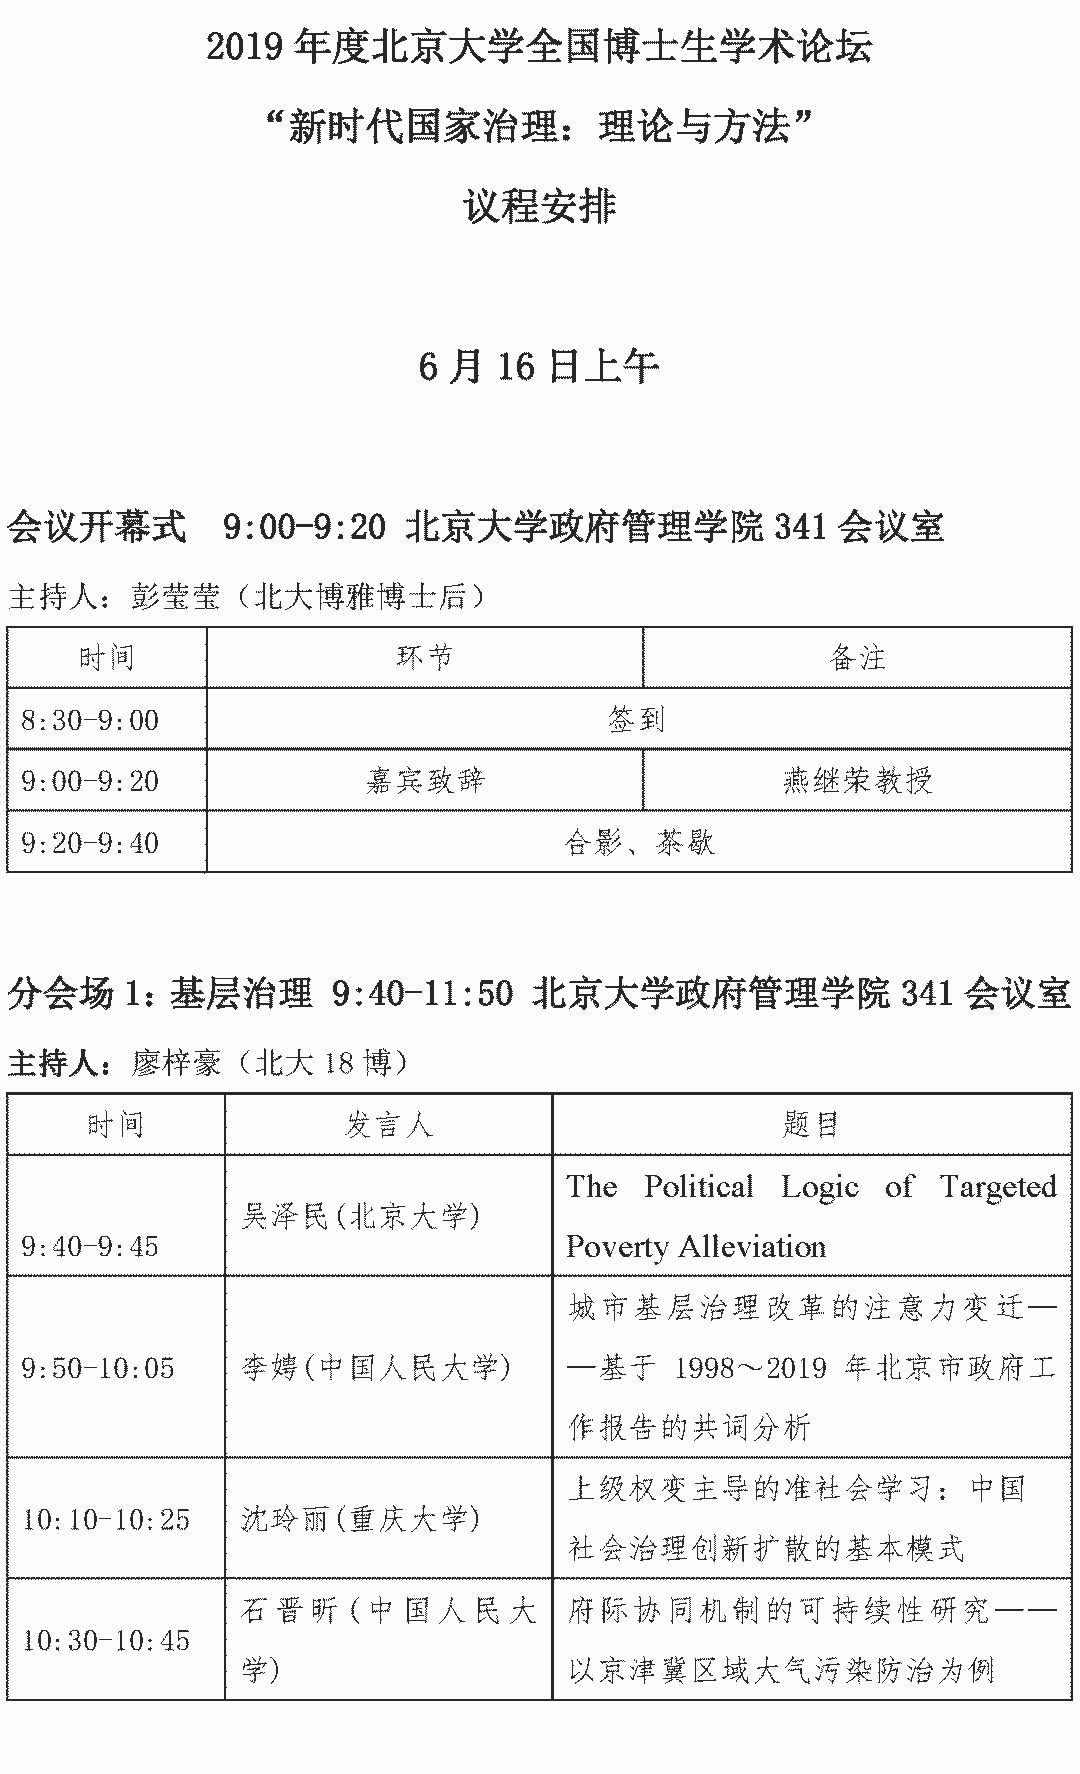 2019 年度北京大学全国博士生学术论坛
“新时代国家治理：理论与方法”
议程安排
6 月 16 日上午
会议开幕式 9:00-9:20 北京大学政府管理学院 341 会议室
主持人：彭莹莹（北大博雅博士后）
时间 环节 备注
8:30-9:00 签到
9:00-9:20 嘉宾致辞 燕继荣教授
9:20-9:40 合影、茶歇
分会场 1：基层治理 9:40-11:50 北京大学政府管理学院 341 会议室
主持人：廖梓豪（北大 18 博）
时间 发言人 题目
9:40-9:45 吴泽民(北京大学) The Political Logic of Targeted
Poverty Alleviation
城市基层治理改革的注意力变迁—
9:50-10:05 李娉(中国人民大学) —基于 1998～2019 年北京市政府工
作报告的共词分析
10:10-10:25 沈玲丽(重庆大学) 上级权变主导的准社会学习：中国
社会治理创新扩散的基本模式
10:30-10:45 石晋昕(中国人民大 府际协同机制的可持续性研究——
学) 以京津冀区域大气污染防治为例